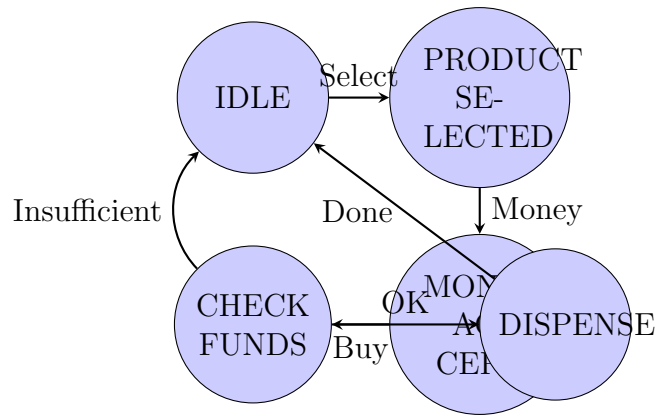 IDLE
Select
PRODUCT
SE-
LECTED
Insufficient
Done
Money
CHECK
FUNDS
OK
Buy
DISPENSE